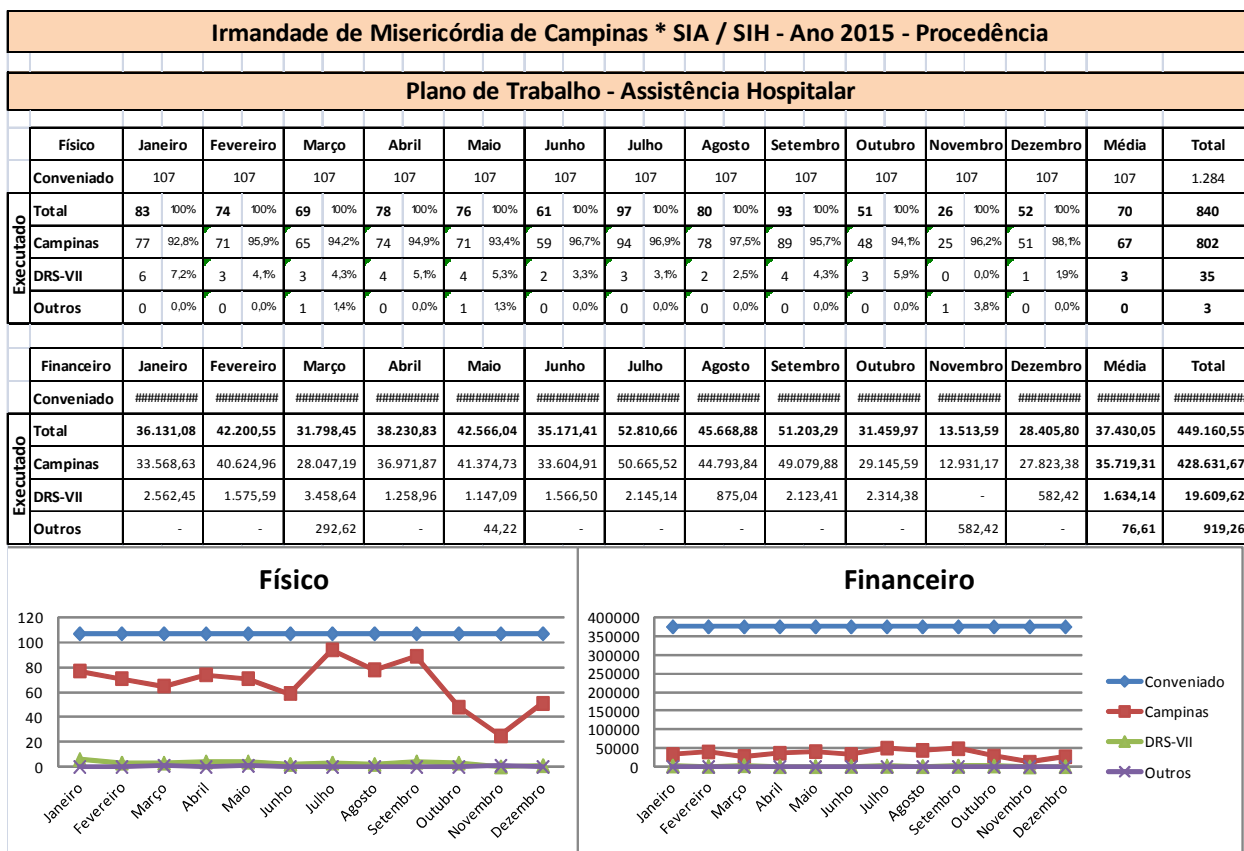 Irmandade de Misericórdia de Campinas * SIA / SIH - Ano 2015 - Procedência
Plano de Trabalho - Assistência Hospitalar
Físico Janeiro Fevereiro Março Abril Maio Junho Julho Agosto Setembro Outubro Novembro Dezembro Média Total
Conveniado 107 107 107 107 107 107 107 107 107 107 107 107 107 1.284
Executado
Total 83 100% 74 100% 69 100% 78 100% 76 100% 61 100% 97 100% 80 100% 93 100% 51 100% 26 100% 52 100% 70 840
Campinas 77 92,8% 71 95,9% 65 94,2% 74 94,9% 71 93,4% 59 96,7% 94 96,9% 78 97,5% 89 95,7% 48 94,1% 25 96,2% 51 98,1% 67 802
DRS-VII 6 7,2% 3 4,1% 3 4,3% 4 5,1% 4 5,3% 2 3,3% 3 3,1% 2 2,5% 4 4,3% 3 5,9% 0 0,0% 1 1,9% 3 35
Outros 0 0,0% 0 0,0% 1 1,4% 0 0,0% 1 1,3% 0 0,0% 0 0,0% 0 0,0% 0 0,0% 0 0,0% 1 3,8% 0 0,0% 0 3
Financeiro Janeiro Fevereiro Março Abril Maio Junho Julho Agosto Setembro Outubro Novembro Dezembro Média Total
Conveniado ########## ########## ########## ########## ########## ########## ########## ########## ########## ########## ########## ########## ########## ###########
Executado
Total 36.131,08 42.200,55 31.798,45 38.230,83 42.566,04 35.171,41 52.810,66 45.668,88 51.203,29 31.459,97 13.513,59 28.405,80 37.430,05 449.160,55
Campinas 33.568,63 40.624,96 28.047,19 36.971,87 41.374,73 33.604,91 50.665,52 44.793,84 49.079,88 29.145,59 12.931,17 27.823,38 35.719,31 428.631,67
DRS-VII 2.562,45 1.575,59 3.458,64 1.258,96 1.147,09 1.566,50 2.145,14 875,04 2.123,41 2.314,38 - 582,42 1.634,14 19.609,62
Outros - - 292,62 - 44,22 - - - - - 582,42 - 76,61 919,26
Físico
120
100
80
60
40
20
0
Janeiro Fevereiro Março Abril Maio Junho Julho Agosto Setembro Outubro Novembro Dezembro
Financeiro
400000
350000
300000
250000
200000
150000
100000
50000
0
Janeiro Fevereiro Março Abril Maio Junho Julho Agosto Setembro Outubro Novembro Dezembro
Conveniado
Campinas
DRS-VII
Outros